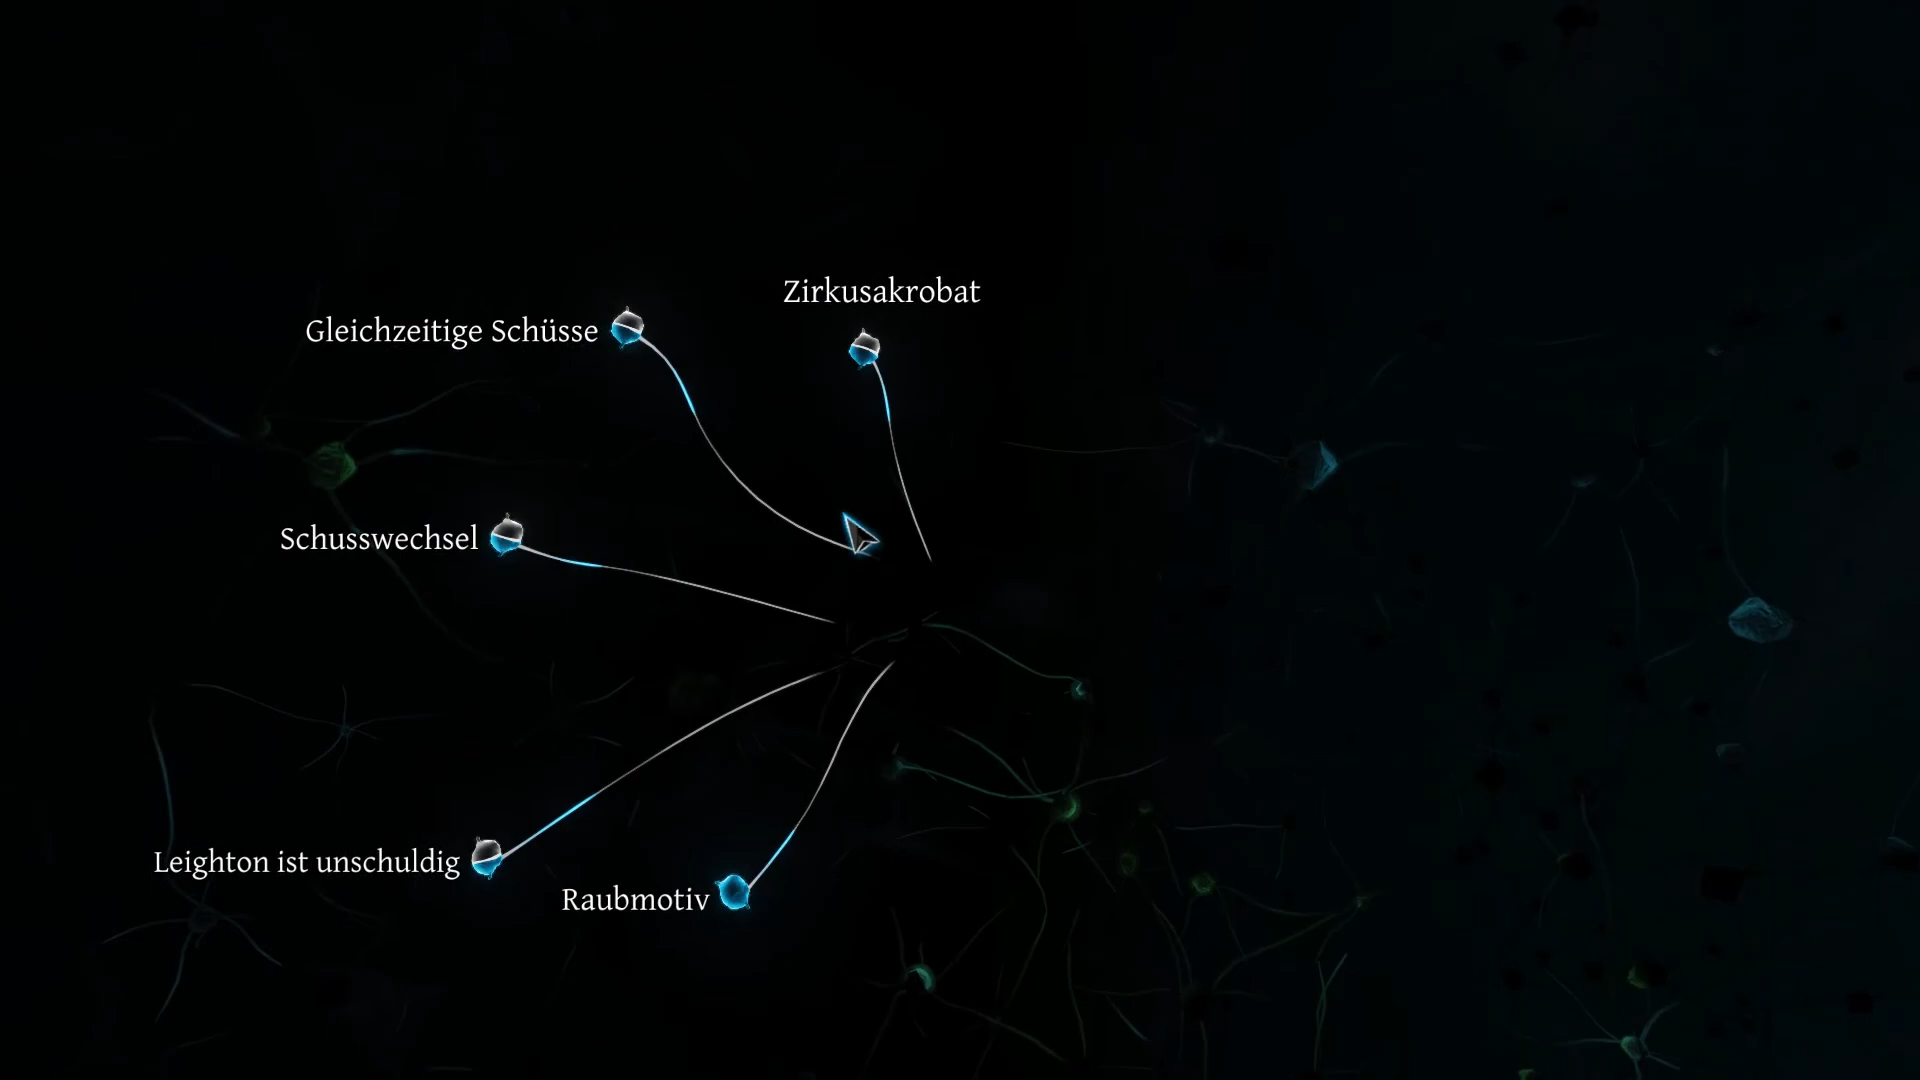 Zirkusakrobat
Gleichzeitige Schüsse
Schusswechsel
Leighton ist unschuldig
Raubmotiv